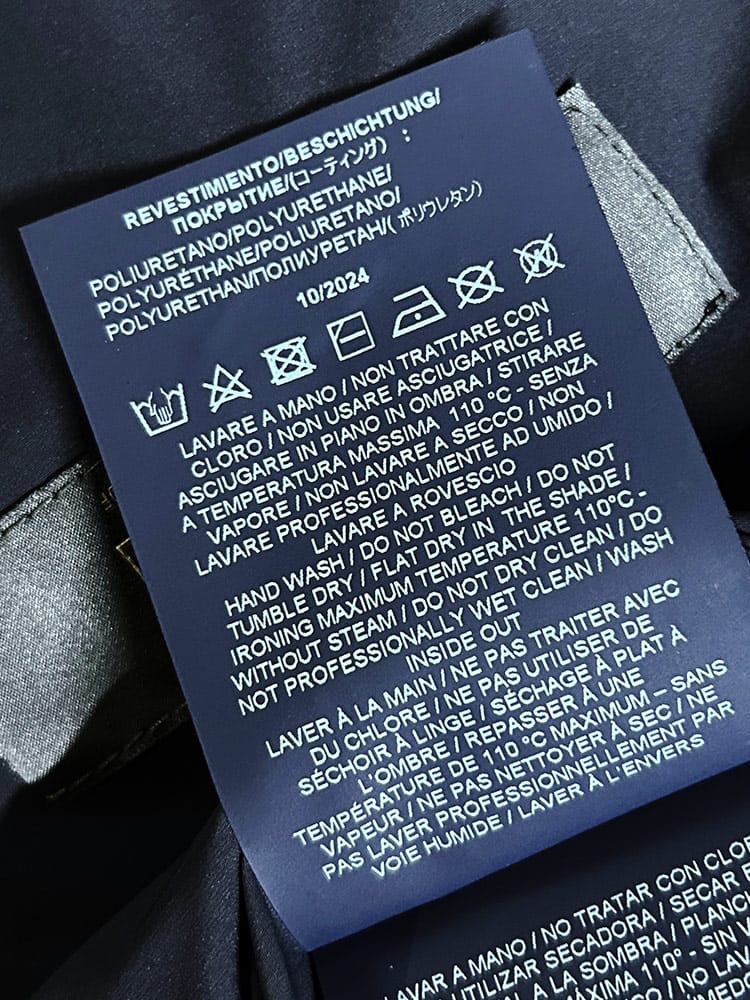 REVESTIMIENTO/BESCHICHTUNG/
ПОКРЫТИЕ/(コーティング) :
POLIURETANO/POLYURETHANE/
POLYURÉTHANE/POLIURETANO/
POLYURETHAN/ПОЛИУРЕТАН/(ポリウレタン)
10/2024
LAVARE A MANO / NON TRATTARE CON
CLORO / NON USARE ASCIUGATRICE /
ASCIUGARE IN PIANO IN OMBRA / STIRARE
A TEMPERATURA MASSIMA 110 °C - SENZA
VAPORE / NON LAVARE A SECCO / NON
LAVARE PROFESSIONALMENTE AD UMIDO /
LAVARE A ROVESCIO
HAND WASH / DO NOT BLEACH / DO NOT
TUMBLE DRY / FLAT DRY IN THE SHADE /
IRONING MAXIMUM TEMPERATURE 110°C -
WITHOUT STEAM / DO NOT DRY CLEAN / DO
NOT PROFESSIONALLY WET CLEAN / WASH
INSIDE OUT
LAVER À LA MAIN / NE PAS TRAITER AVEC
DU CHLORE / NE PAS UTILISER DE
SÉCHOIR À LINGE / SÉCHAGE À PLAT À
L'OMBRE / REPASSER À UNE
TEMPÉRATURE DE 110 °C MAXIMUM – SANS
VAPEUR / NE PAS NETTOYER À SEC / NE
PAS LAVER PROFESSIONNELLEMENT PAR
VOIE HUMIDE / LAVER À L'ENVERS
LAVAR A MANO / NO TRATAR CON CLOR
UTILIZAR SECADORA / SECAR E
A LA SOMBRA / PLANCH
ÁXIMA 110° - SIN V
NO LAV
MED